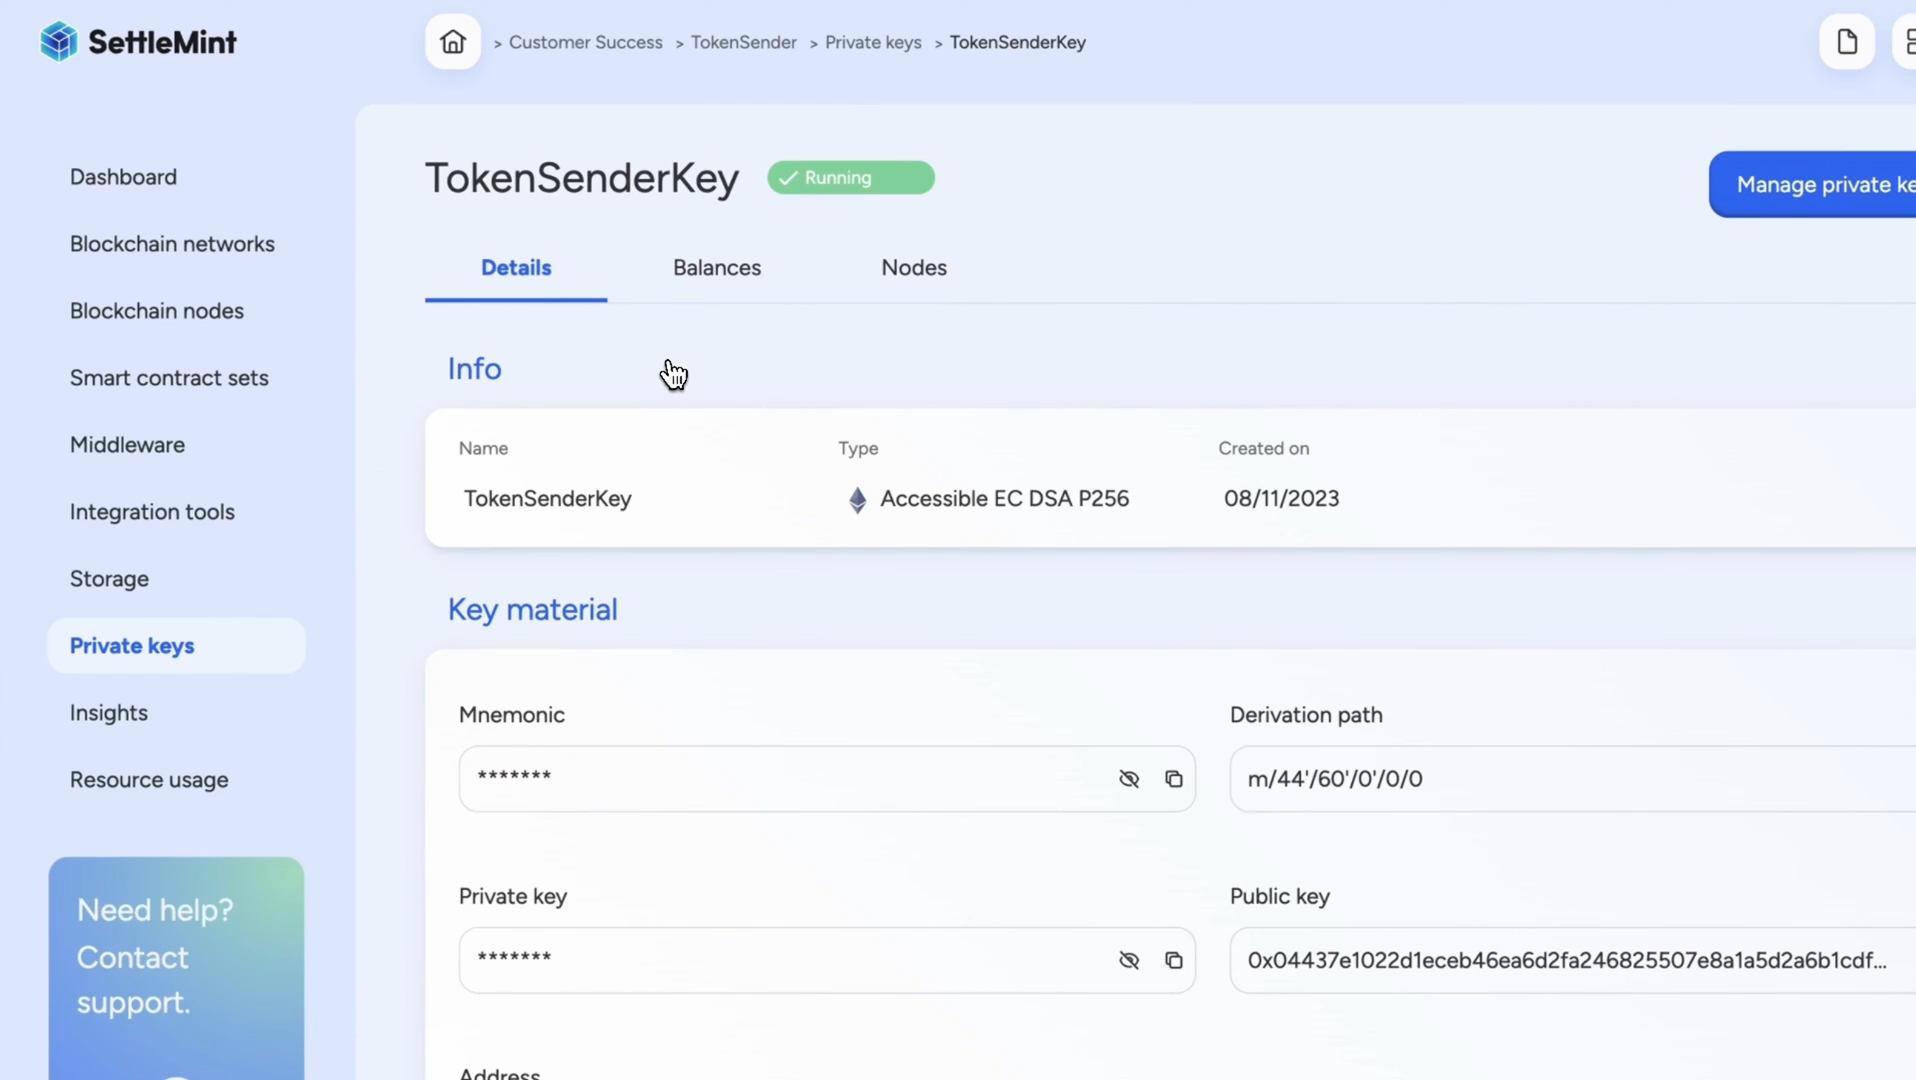 SettleMint
> Customer Success > TokenSender > Private keys > TokenSenderKey
Dashboard
Blockchain networks
Blockchain nodes
Smart contract sets
Middleware
Integration tools
Storage
Private keys
Insights
Resource usage
Need help?
Contact
support.
TokenSenderKey
Running
Manage private ke
Details Balances Nodes
Info
Name Type Created on
TokenSenderKey Accessible EC DSA P256 08/11/2023
Key material
Mnemonic Derivation path
******* m/44'/60'/0'/0/0
Private key Public key
******* 0x04437e1022d1eceb46ea6d2fa246825507e8a1a5d2a6b1cdf...
Address